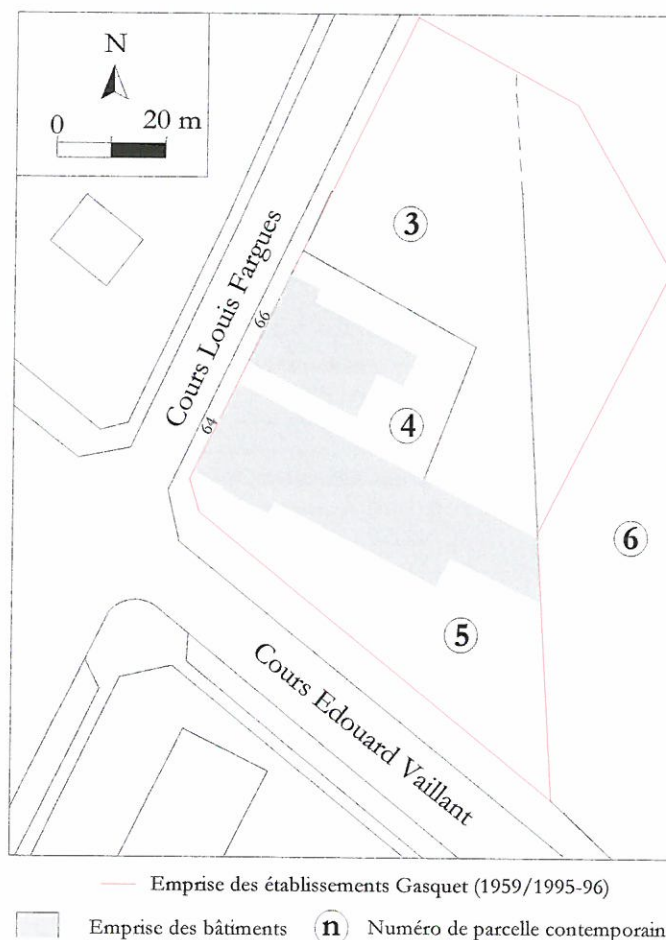 N
0 20 m
3
Cours Louis Fargues
66
4
64
6
5
Cours Edouard Vaillant
Emprise des établissements Gasquet (1959/1995-96)
Emprise des bâtiments n Numéro de parcelle contemporain